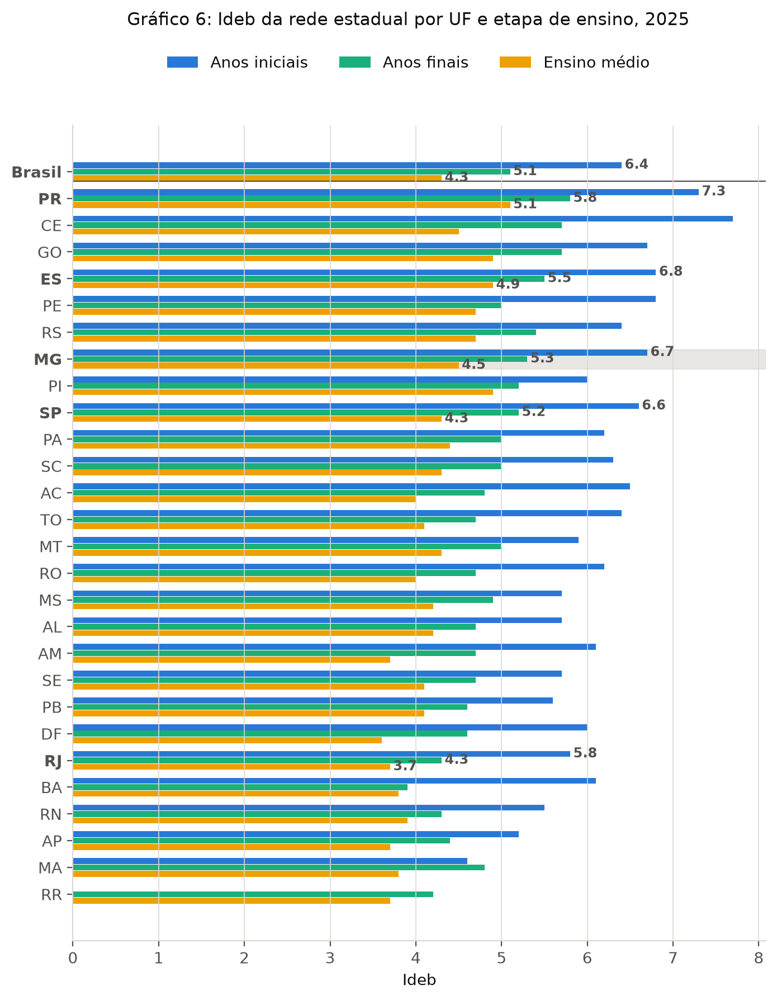 Gráfico 6: Ideb da rede estadual por UF e etapa de ensino, 2025
Anos iniciais Anos finais Ensino médio
Brasil 6.4 5.1 4.3
PR 7.3 5.8 5.1
CE
GO
ES 6.8 5.5 4.9
PE
RS
MG 6.7 5.3 4.5
PI
SP 6.6 5.2 4.3
PA
SC
AC
TO
MT
RO
MS
AL
AM
SE
PB
DF
RJ 5.8 4.3 3.7
BA
RN
AP
MA
RR
0 1 2 3 4 5 6 7 8
Ideb